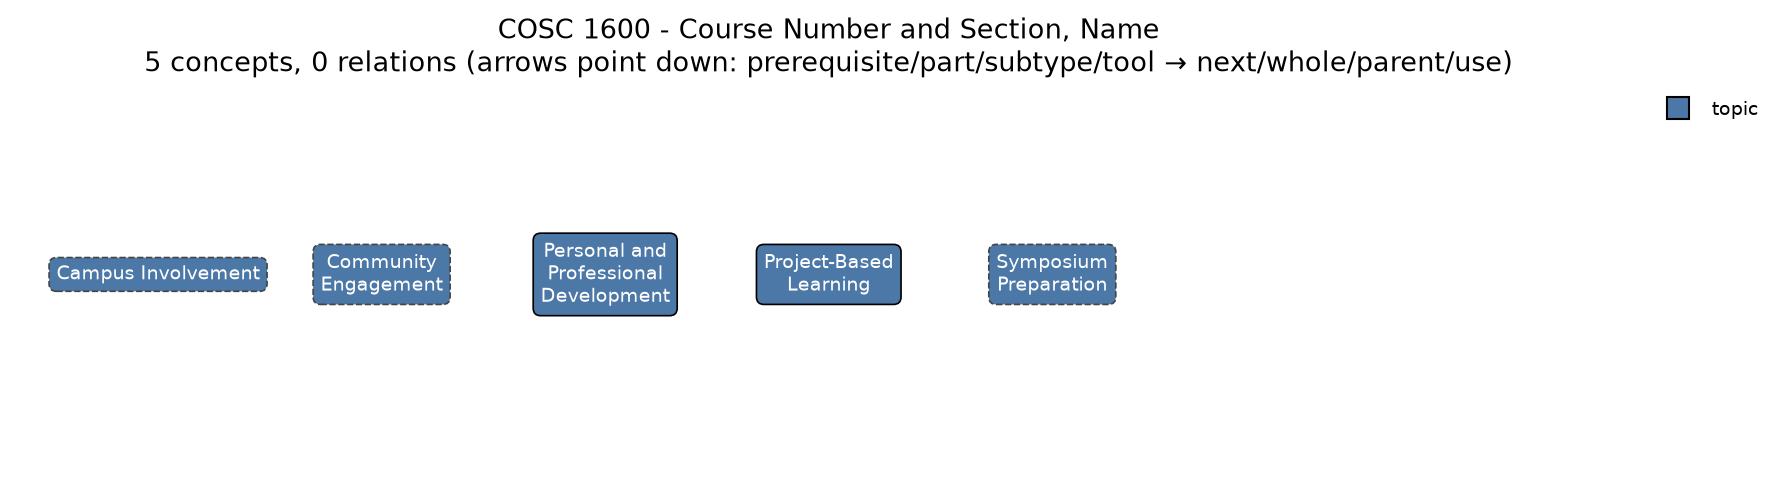 COSC 1600 - Course Number and Section, Name
5 concepts, 0 relations (arrows point down: prerequisite/part/subtype/tool → next/whole/parent/use)
topic
Campus Involvement
Community
Engagement
Personal and
Professional
Development
Project-Based
Learning
Symposium
Preparation